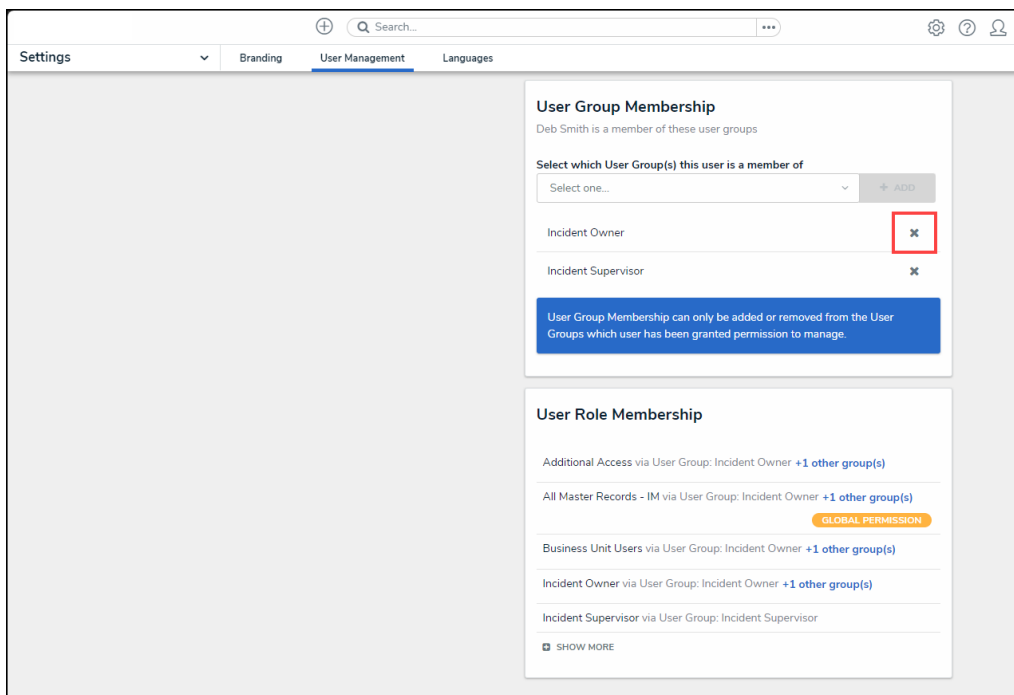 Search...
Settings
Branding
User Management
Languages
User Group Membership
Deb Smith is a member of these user groups
Select which User Group(s) this user is a member of
Select one...
+ ADD
Incident Owner
Incident Supervisor
User Group Membership can only be added or removed from the User
Groups which user has been granted permission to manage.
User Role Membership
Additional Access via User Group: Incident Owner +1 other group(s)
All Master Records - IM via User Group: Incident Owner +1 other group(s)
GLOBAL PERMISSION
Business Unit Users via User Group: Incident Owner +1 other group(s)
Incident Owner via User Group: Incident Owner +1 other group(s)
Incident Supervisor via User Group: Incident Supervisor
SHOW MORE